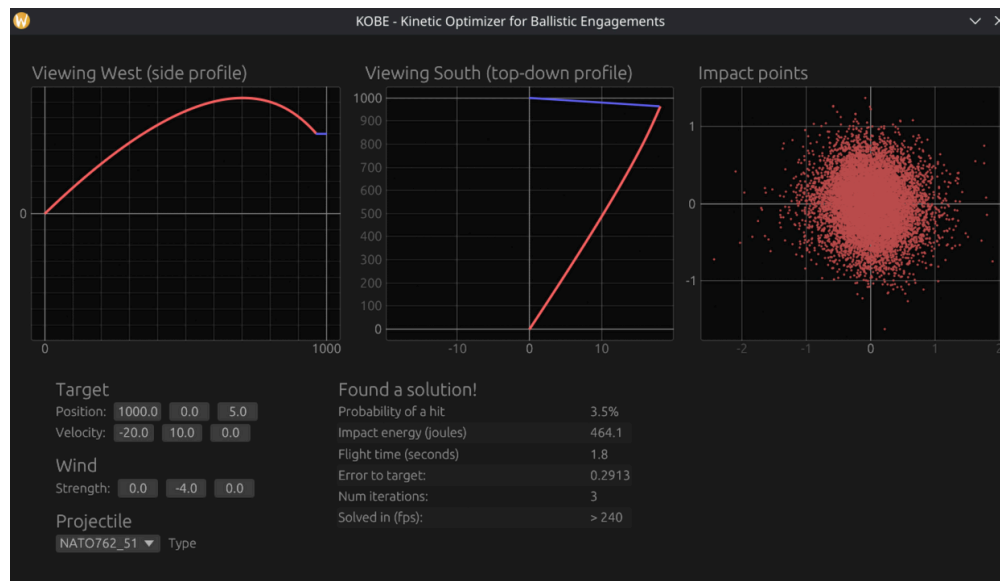 KOBE - Kinetic Optimizer for Ballistic Engagements
Viewing West (side profile)
0
0
1000
Viewing South (top-down profile)
1000
900
800
700
600
500
400
300
200
100
0
-10
0
10
Impact points
1
0
-1
-2
-1
0
1
2
Target
Position: 1000.0 0.0 5.0
Velocity: -20.0 10.0 0.0
Wind
Strength: 0.0 -4.0 0.0
Projectile
NATO762_51 Type
Found a solution!
Probability of a hit 3.5%
Impact energy (joules) 464.1
Flight time (seconds) 1.8
Error to target: 0.2913
Num iterations: 3
Solved in (fps): > 240